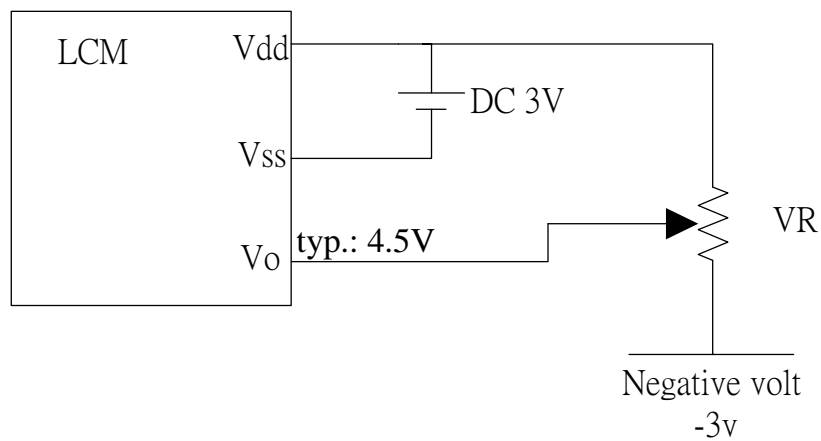 LCM
Vdd
DC 3V
Vss
typ.: 4.5V
Vo
VR
Negative volt
-3v